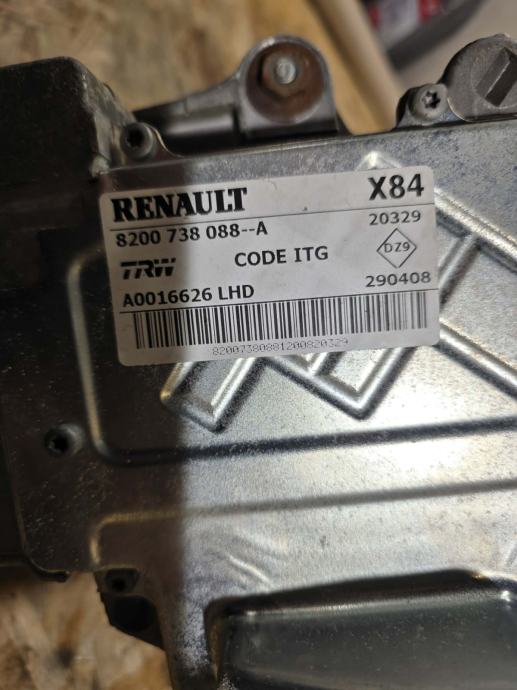 RENAULT X84
8200 738 088--A 20329
TRW CODE ITG DZ9
A0016626 LHD 290408
82007380881200820329